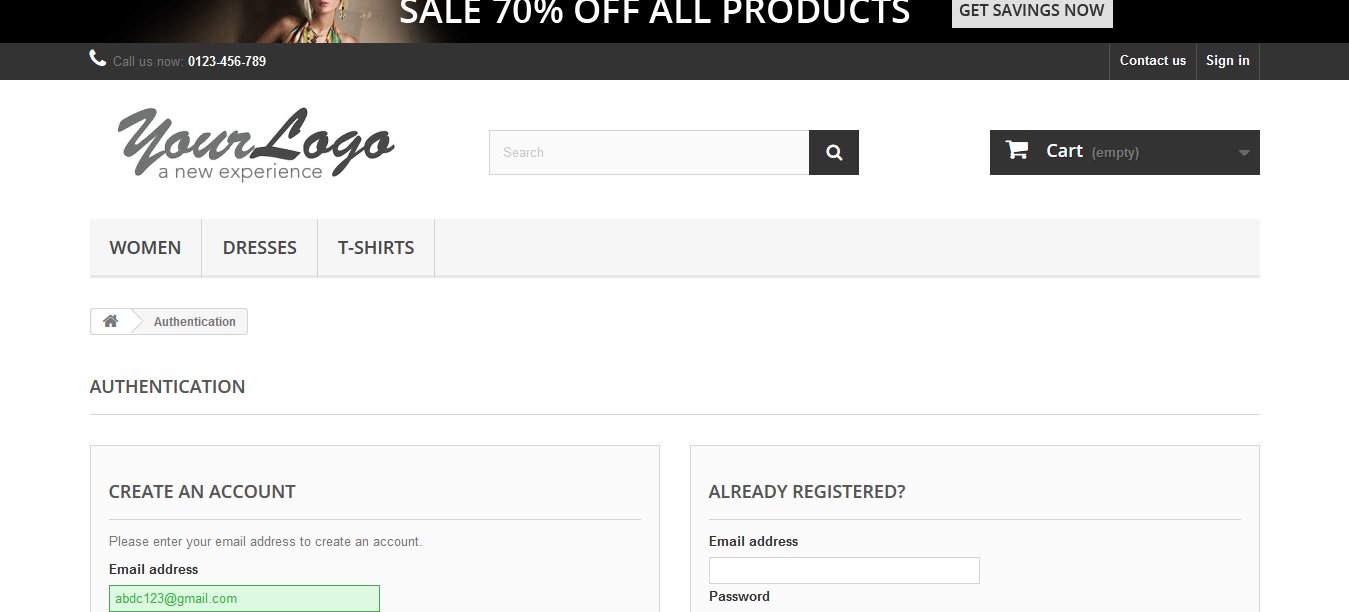 SALE 70% OFF ALL PRODUCTS GET SAVINGS NOW
Call us now: 0123-456-789 Contact us Sign in
Your Logo
a new experience
Search
Cart (empty)
WOMEN DRESSES T-SHIRTS
Authentication
AUTHENTICATION
CREATE AN ACCOUNT
Please enter your email address to create an account.
Email address
abdc123@gmail.com
ALREADY REGISTERED?
Email address
Password